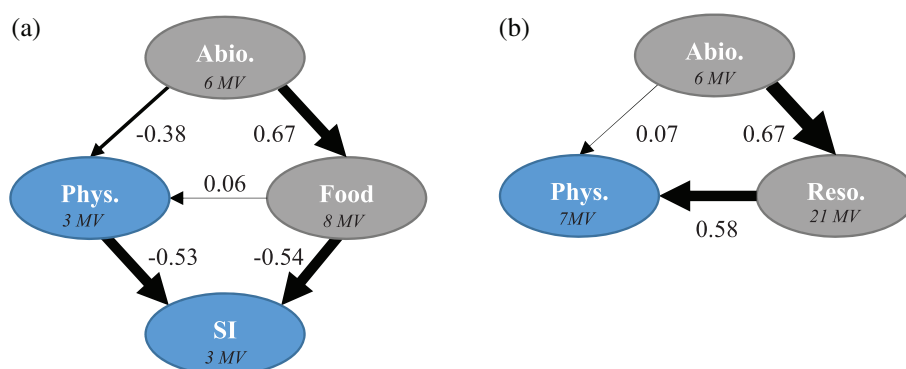 (a)
Abio.
6 MV
-0.38
0.67
Phys.
3 MV
0.06
Food
8 MV
-0.53
-0.54
SI
3 MV
(b)
Abio.
6 MV
0.07
0.67
Phys.
7MV
0.58
Reso.
21 MV